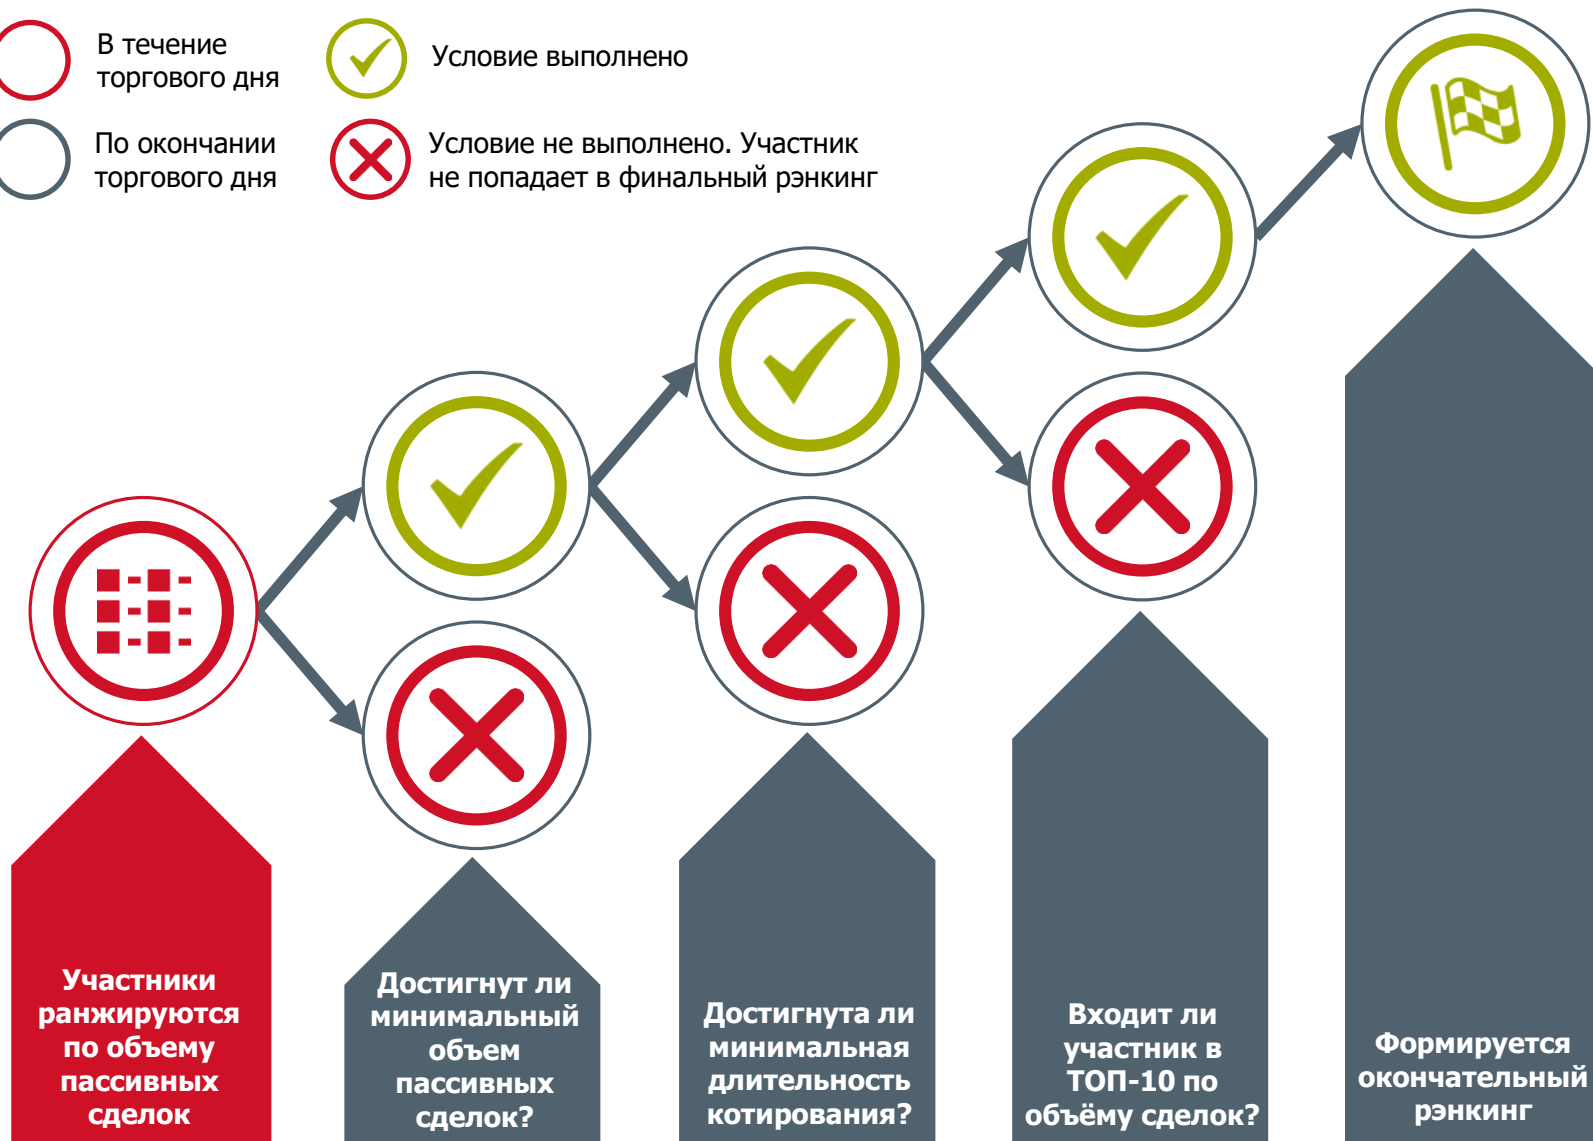 В течение
торгового дня
Условие выполнено
По окончании
торгового дня
Условие не выполнено. Участник
не попадает в финальный рэнкинг
Участники
ранжируются
по объему
пассивных
сделок
Достигнут ли
минимальный
объем
пассивных
сделок?
Достигнута ли
минимальная
длительность
котирования?
Входит ли
участник в
ТОП-10 по
объёму сделок?
Формируется
окончательный
рэнкинг